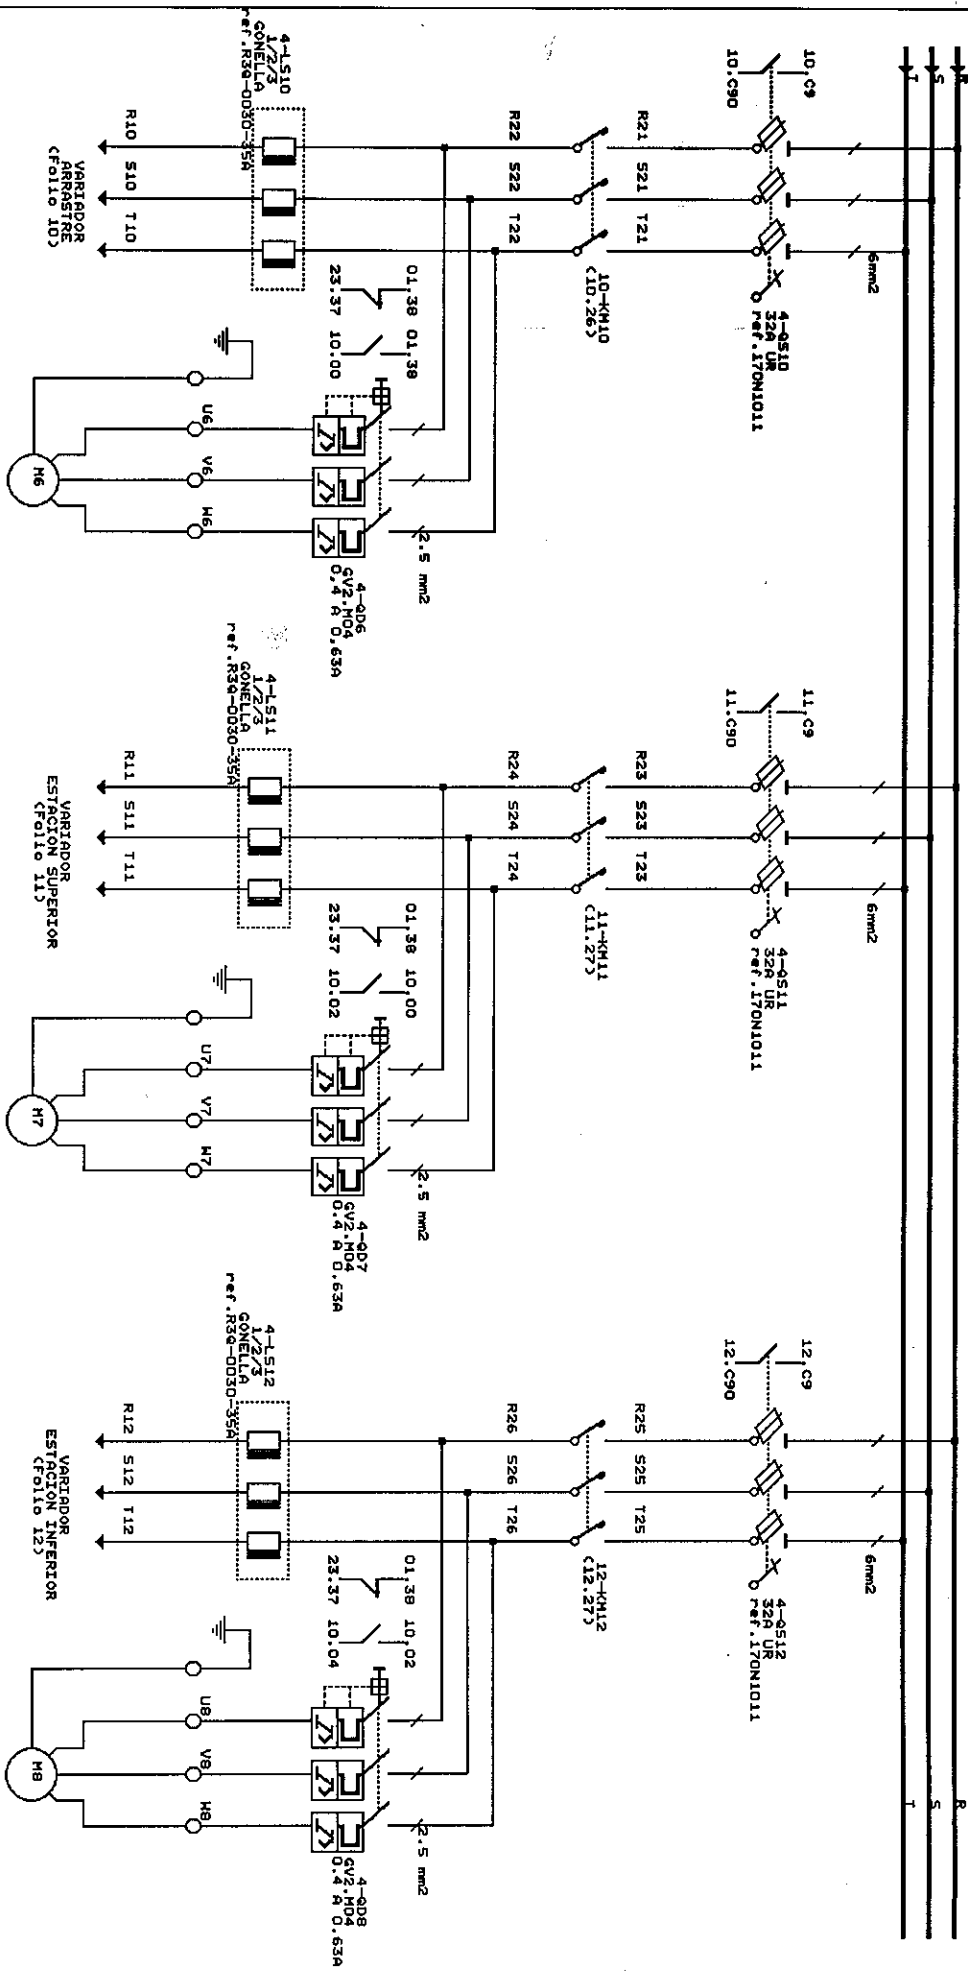 R
S
T
R
S
T
10.C9
10.C90
6mm2
4-QS10
32A UR
ref.170N1011
R21
S21
T21
10-KM10
(10.26)
R22
S22
T22
4-LS10
1/2/3
GONELLA
ref.R3Q-0030-35A
R10
S10
T10
VARIADOR
ARRASTRE
(Folio 10)
01.38
23.37
01.38
10.00
2.5 mm2
4-QD6
GV2.M04
0,4 A 0,63A
U6
V6
W6
M6
11.C9
11.C90
6mm2
4-QS11
32A UR
ref.170N1011
R23
S23
T23
11-KM11
(11.27)
R24
S24
T24
4-LS11
1/2/3
GONELLA
ref.R3Q-0030-35A
R11
S11
T11
VARIADOR
ESTACION SUPERIOR
(Folio 11)
01.38
23.37
10.00
10.02
2.5 mm2
4-QD7
GV2.M04
0.4 A 0,63A
U7
V7
W7
M7
12.C9
12.C90
6mm2
4-QS12
32A UR
ref.170N1011
R25
S25
T25
12-KM12
(12.27)
R26
S26
T26
4-LS12
1/2/3
GONELLA
ref.R3Q-0030-35A
R12
S12
T12
VARIADOR
ESTACION INFERIOR
(Folio 12)
01.38
23.37
10.02
10.04
2.5 mm2
4-QD8
GV2.M04
0.4 A 0.63A
U8
V8
W8
M8